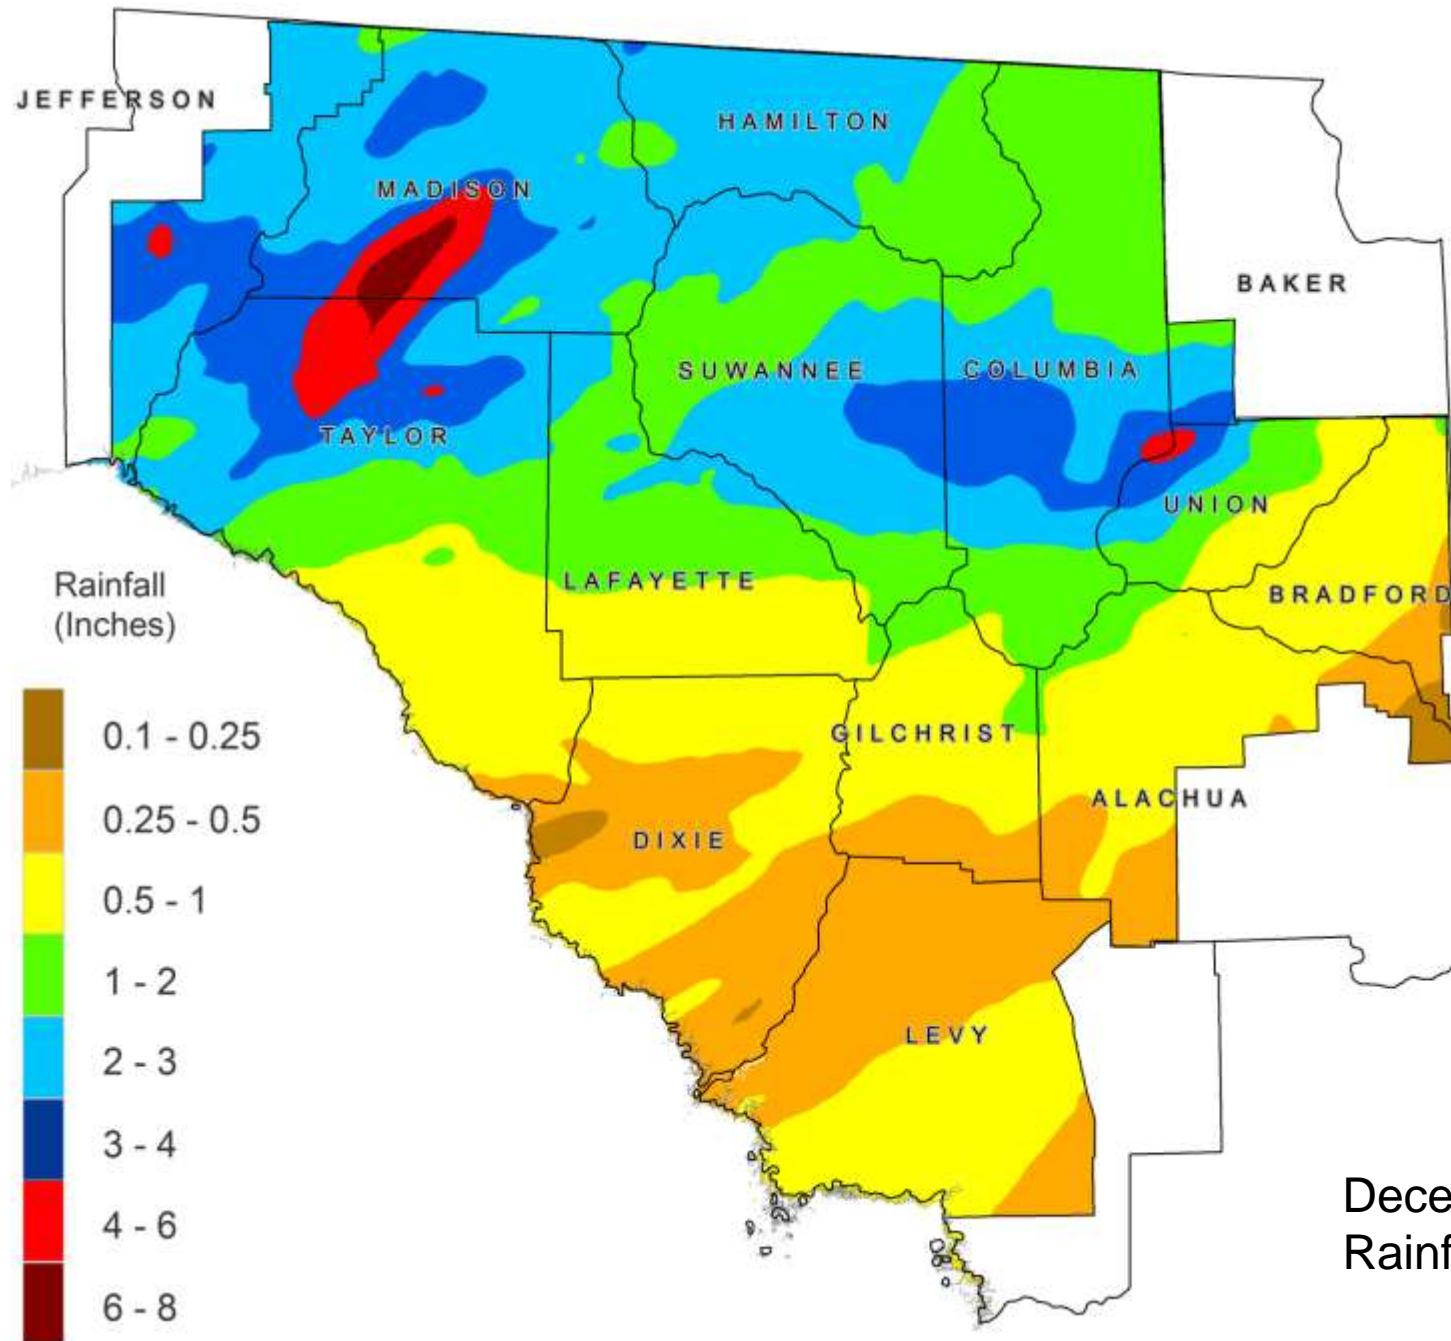 JEFFERSON
HAMILTON
MADISON
BAKER
SUWANNEE
COLUMBIA
TAYLOR
UNION
LAFAYETTE
BRADFORD
GILCHRIST
ALACHUA
DIXIE
LEVY
Rainfall
(Inches)
0.1 - 0.25
0.25 - 0.5
0.5 - 1
1 - 2
2 - 3
3 - 4
4 - 6
6 - 8
Dece
Rainf